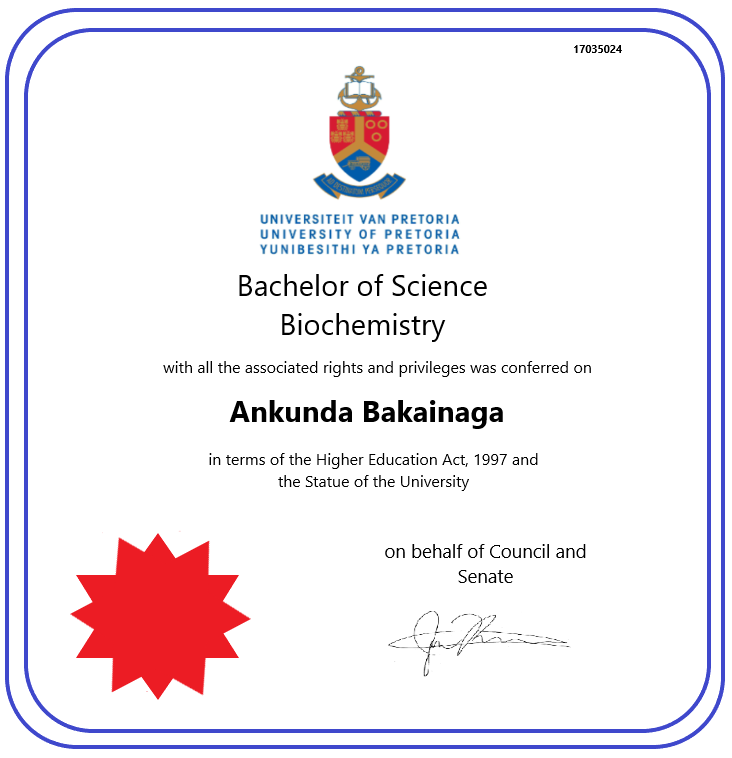 17035024
UNIVERSITEIT VAN PRETORIA
UNIVERSITY OF PRETORIA
YUNIBESITHI YA PRETORIA
Bachelor of Science
Biochemistry
with all the associated rights and privileges was conferred on
Ankunda Bakainaga
in terms of the Higher Education Act, 1997 and
the Statue of the University
on behalf of Council and
Senate